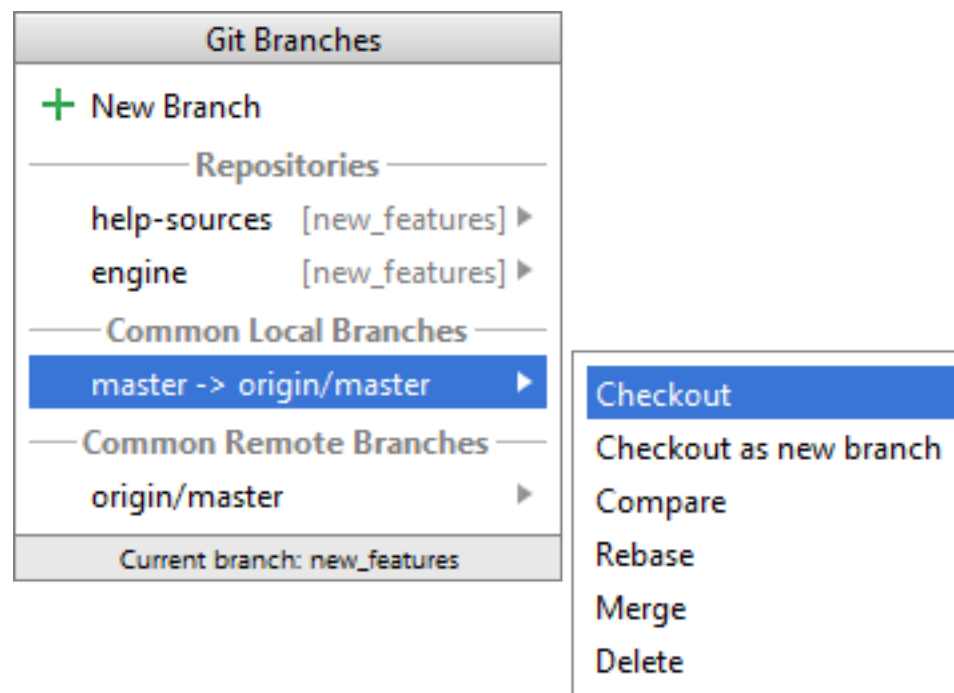 Git Branches
New Branch
Repositories
help-sources [new_features]
engine [new_features]
Common Local Branches
master -> origin/master
Common Remote Branches
origin/master
Current branch: new_features
Checkout
Checkout as new branch
Compare
Rebase
Merge
Delete